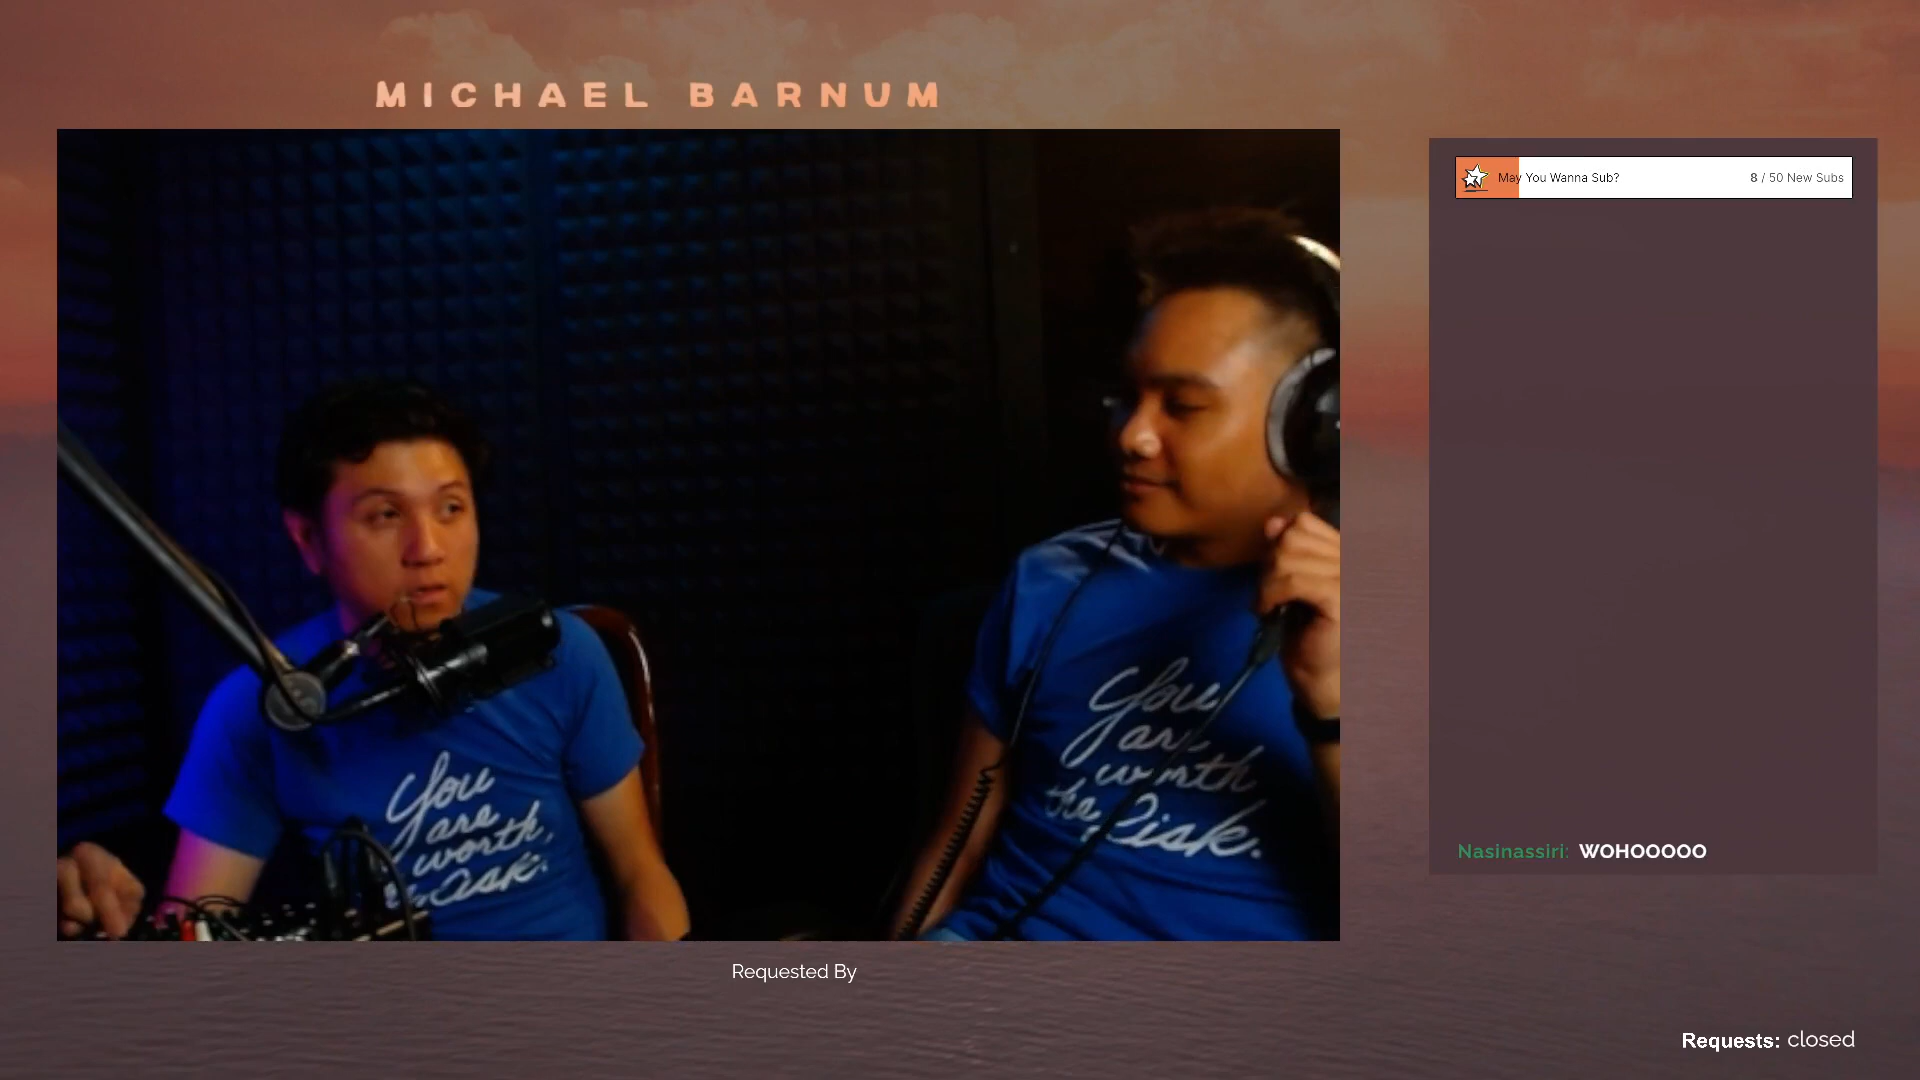 MICHAEL BARNUM
May You Wanna Sub?
8 / 50 New Subs
You
are
worth,
Risk.
You
are
worth
the Risk.
Nasinassiri: WOHOOOOO
Requested By
Requests: closed